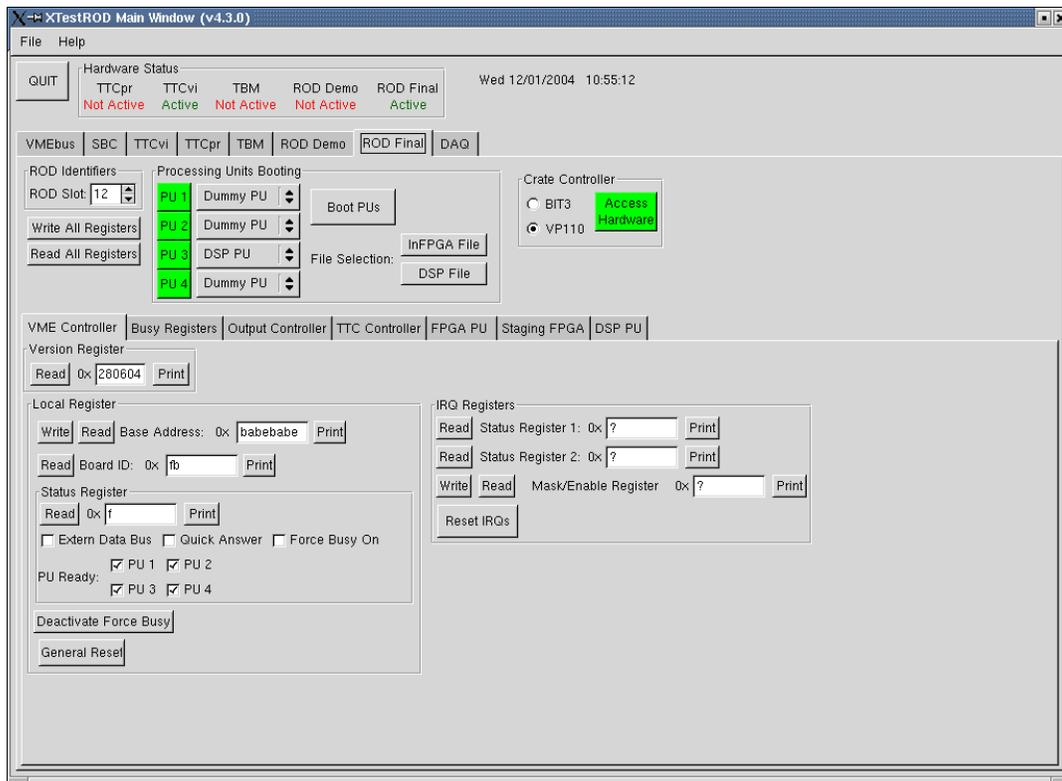 XTestROD Main Window (v4.3.0)
File Help
QUIT
Hardware Status
TTCpr TTCvi TBM ROD Demo ROD Final
Not Active Active Not Active Not Active Active
Wed 12/01/2004 10:55:12
VMEbus SBC TTCvi TTCpr TBM ROD Demo ROD Final DAQ
ROD Identifiers
ROD Slot: 12
Write All Registers
Read All Registers
Processing Units Booting
PU 1 Dummy PU
PU 2 Dummy PU
PU 3 DSP PU
PU 4 Dummy PU
Boot PUs
File Selection:
InFPGA File
DSP File
Crate Controller
BIT3
VP110
Access
Hardware
VME Controller Busy Registers Output Controller TTC Controller FPGA PU Staging FPGA DSP PU
Version Register
Read 0x 280604 Print
Local Register
Write Read Base Address: 0x babebabe Print
Read Board ID: 0x fb Print
Status Register
Read 0x f Print
Extern Data Bus Quick Answer Force Busy On
PU Ready:
PU 1 PU 2
PU 3 PU 4
Deactivate Force Busy
General Reset
IRQ Registers
Read Status Register 1: 0x ? Print
Read Status Register 2: 0x ? Print
Write Read Mask/Enable Register 0x ? Print
Reset IRQs